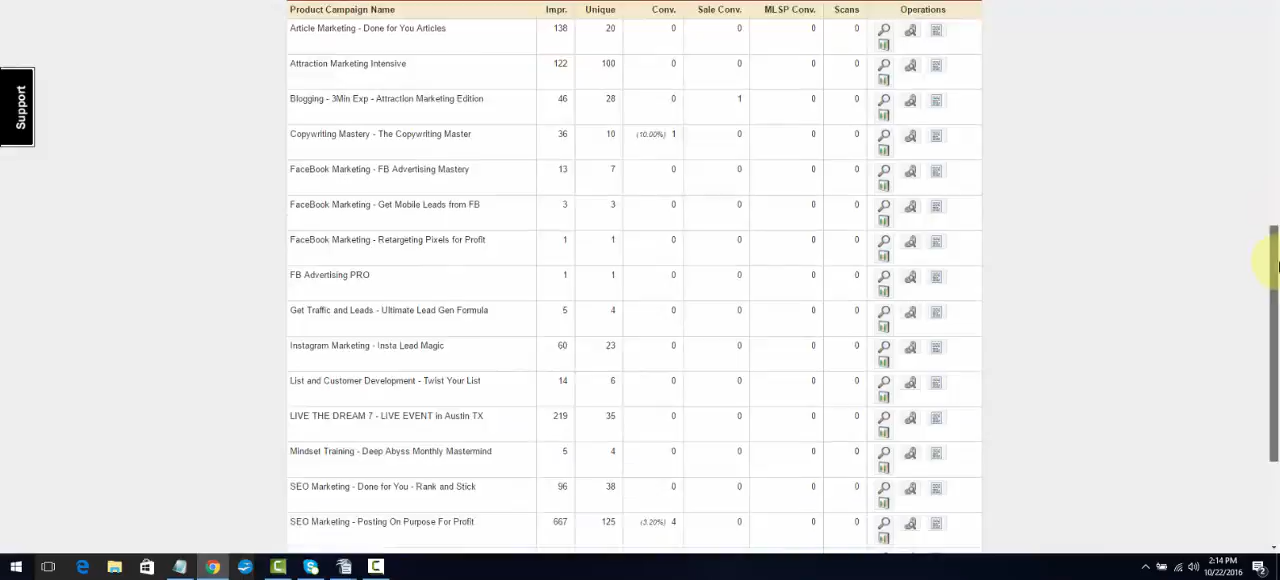 Product Campaign Name Impr. Unique Conv. Sale Conv. MLSP Conv. Scans Operations
Article Marketing - Done for You Articles 138 20 0 0 0 0
Attraction Marketing Intensive 122 100 0 0 0 0
Support
Blogging - 3Min Exp - Attraction Marketing Edition 46 28 0 1 0 0
Copywriting Mastery - The Copywriting Master 36 10 (10.00%) 1 0 0 0
FaceBook Marketing - FB Advertising Mastery 13 7 0 0 0 0
FaceBook Marketing - Get Mobile Leads from FB 3 3 0 0 0 0
FaceBook Marketing - Retargeting Pixels for Profit 1 1 0 0 0 0
FB Advertising PRO 1 1 0 0 0 0
Get Traffic and Leads - Ultimate Lead Gen Formula 5 4 0 0 0 0
Instagram Marketing - Insta Lead Magic 60 23 0 0 0 0
List and Customer Development - Twist Your List 14 6 0 0 0 0
LIVE THE DREAM 7 - LIVE EVENT in Austin TX 219 35 0 0 0 0
Mindset Training - Deep Abyss Monthly Mastermind 5 4 0 0 0 0
SEO Marketing - Done for You - Rank and Stick 96 38 0 0 0 0
SEO Marketing - Posting On Purpose For Profit 667 125 (3.20%) 4 0 0 0
2:14 PM
10/22/2016